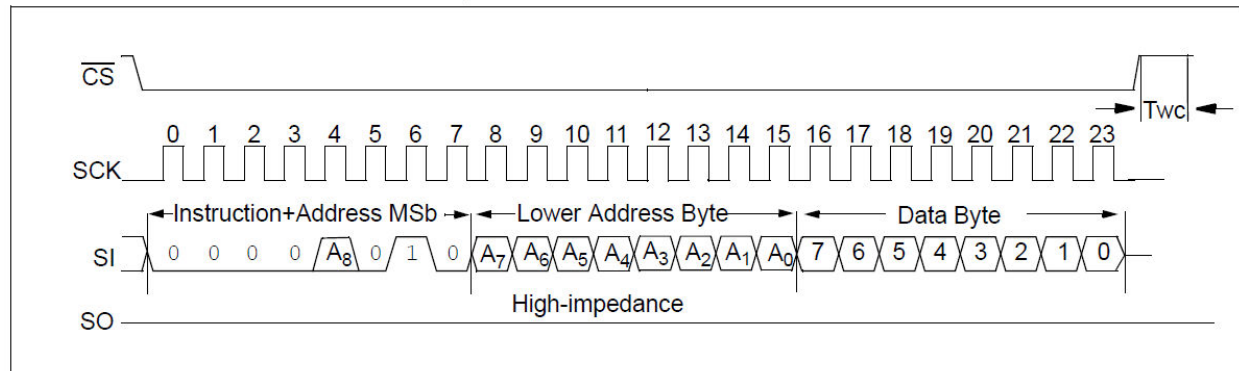 CS
Twc
0 1 2 3 4 5 6 7 8 9 10 11 12 13 14 15 16 17 18 19 20 21 22 23
SCK
Instruction+Address MSb Lower Address Byte Data Byte
SI 0 0 0 0 A8 0 1 0 A7 A6 A5 A4 A3 A2 A1 A0 7 6 5 4 3 2 1 0
High-impedance
SO